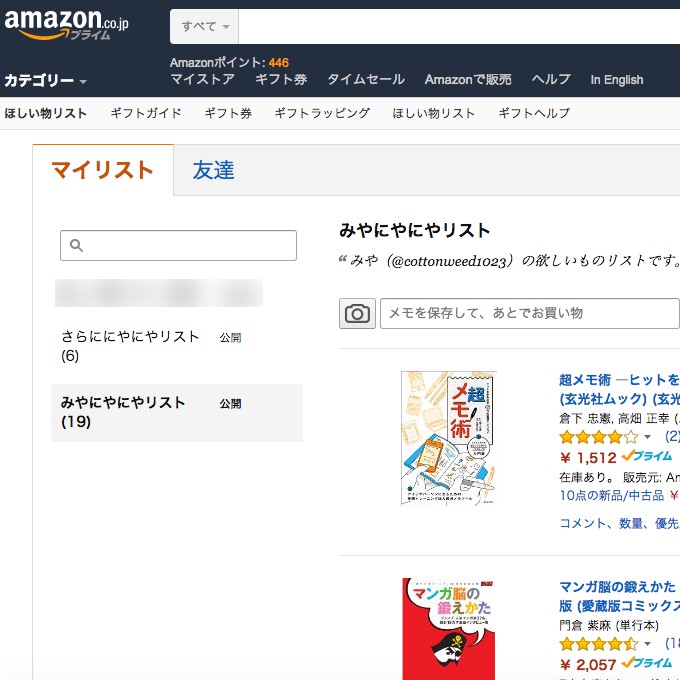 amazon.co.jp
プライム
すべて
Amazonポイント: 446
カテゴリー
マイストア ギフト券 タイムセール Amazonで販売 ヘルプ In English
ほしい物リスト ギフトガイド ギフト券 ギフトラッピング ほしい物リスト ギフトヘルプ
マイリスト 友達
みやにやにやリスト
“みや（@cottonweed1023）の欲しいものリストです。
メモを保存して、あとでお買い物
さらににやにやリスト 公開
(6)
みやにやにやリスト 公開
(19)
超メモ術
超メモ術 ―ヒットを
(玄光社ムック) (玄光
倉下 忠憲, 高畑 正幸 (
(2)
￥ 1,512 プライム
在庫あり。 販売元: Am
10点の新品/中古品 ￥
コメント、数量、優先
マンガ脳の
鍛えかた
マンガ脳の鍛えかた
版 (愛蔵版コミックス
門倉 紫麻 (単行本)
(18
￥ 2,057 プライム